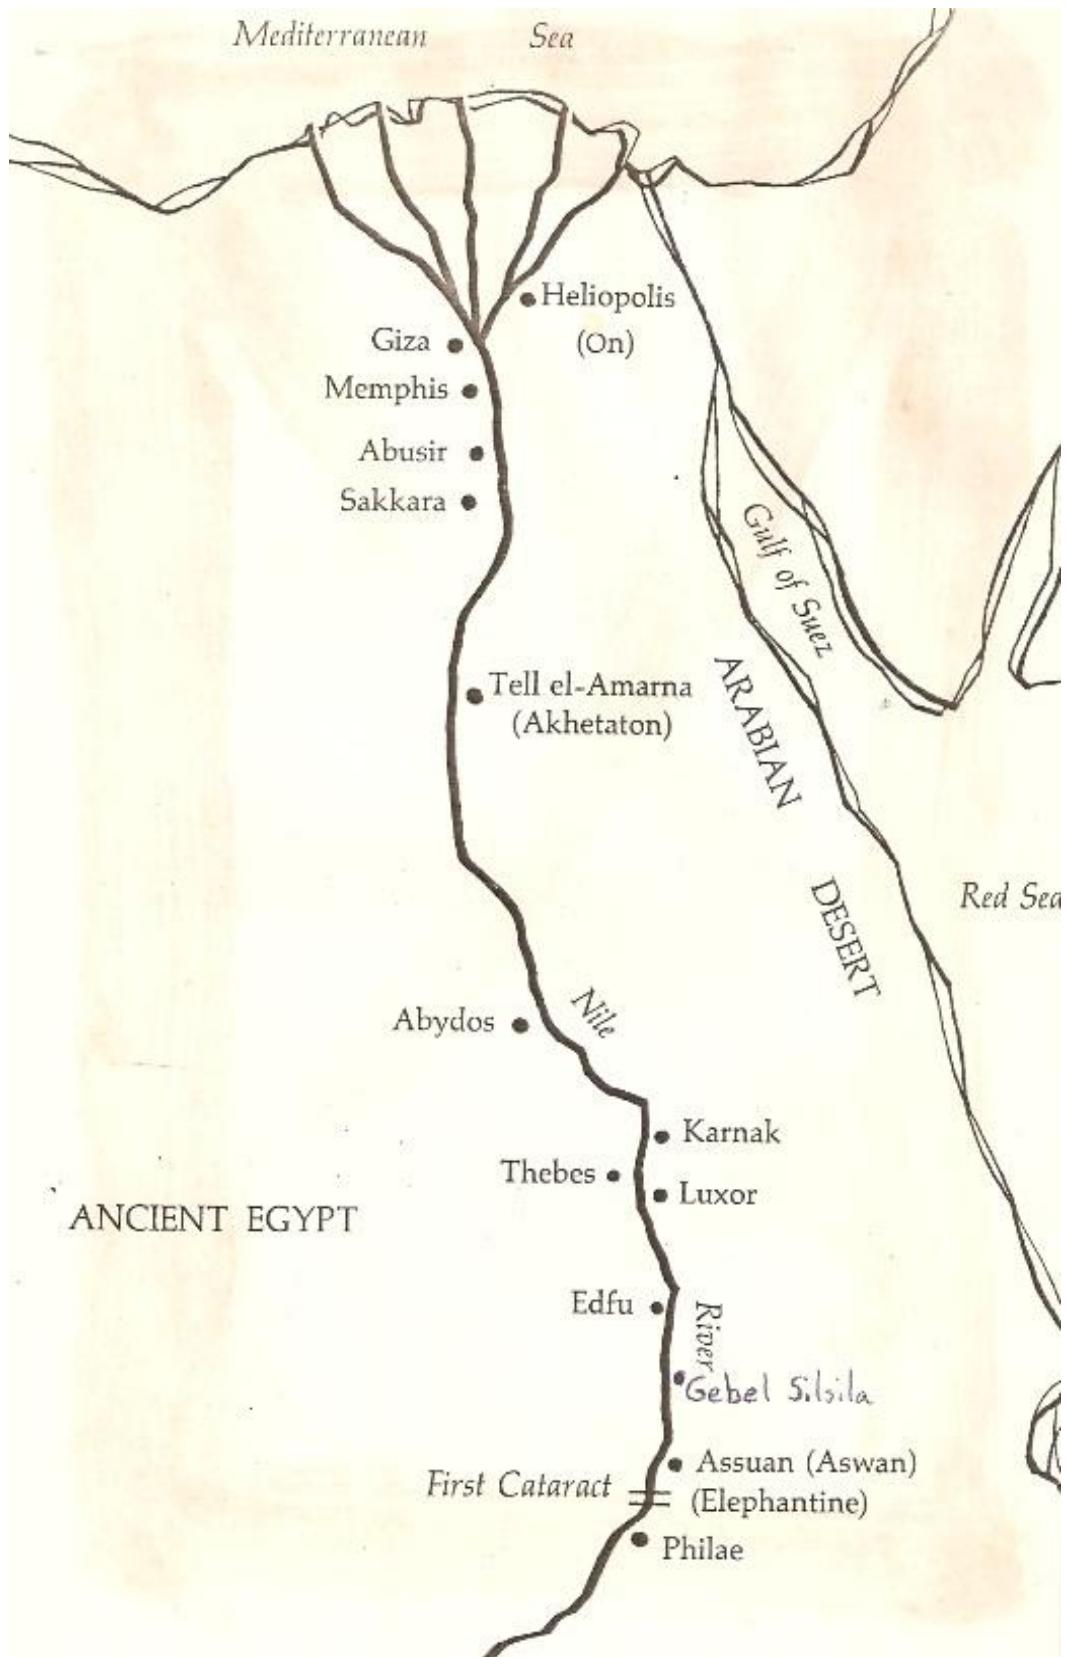 Mediterranean Sea
Heliopolis
(On)
Giza
Memphis
Abusir
Sakkara
Gulf of Suez
Tell el-Amarna
(Akhetaton)
ARABIAN
DESERT
Red Sea
Nile
Abydos
Karnak
Thebes
Luxor
ANCIENT EGYPT
Edfu
River
Gebel Silsila
Assuan (Aswan)
(Elephantine)
First Cataract
Philae